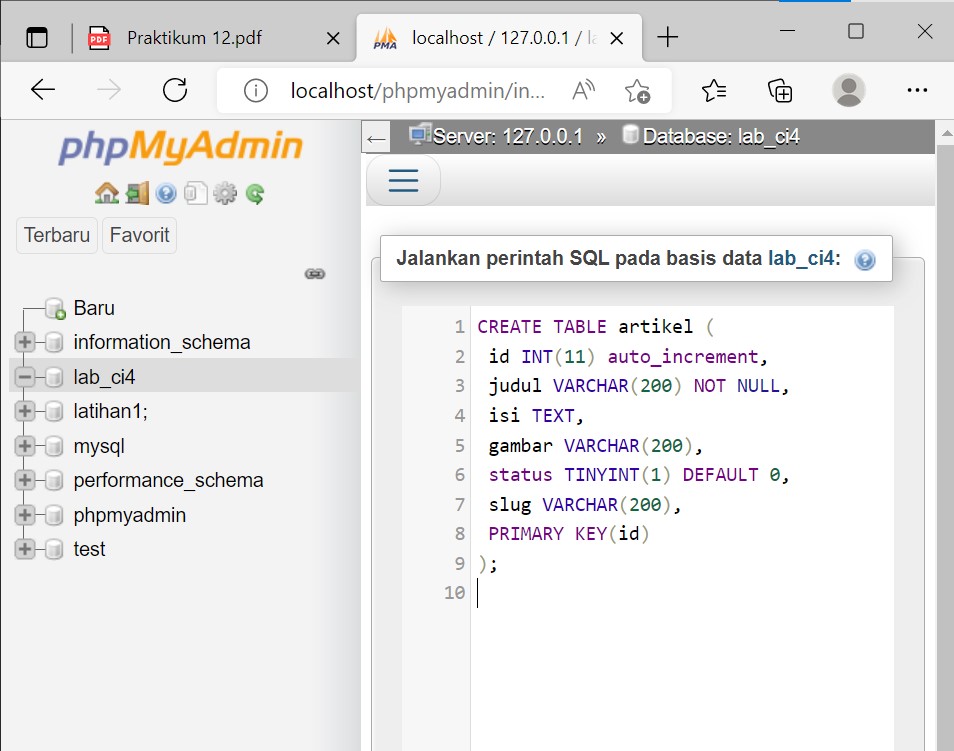 PDF Praktikum 12.pdf
PMA localhost / 127.0.0.1 /
localhost/phpmyadmin/in...
phpMyAdmin
Terbaru Favorit
Baru
information_schema
lab_ci4
latihan1;
mysql
performance_schema
phpmyadmin
test
Server: 127.0.0.1 » Database: lab_ci4
Jalankan perintah SQL pada basis data lab_ci4:
1 CREATE TABLE artikel (
2 id INT(11) auto_increment,
3 judul VARCHAR(200) NOT NULL,
4 isi TEXT,
5 gambar VARCHAR(200),
6 status TINYINT(1) DEFAULT 0,
7 slug VARCHAR(200),
8 PRIMARY KEY(id)
9 );
10